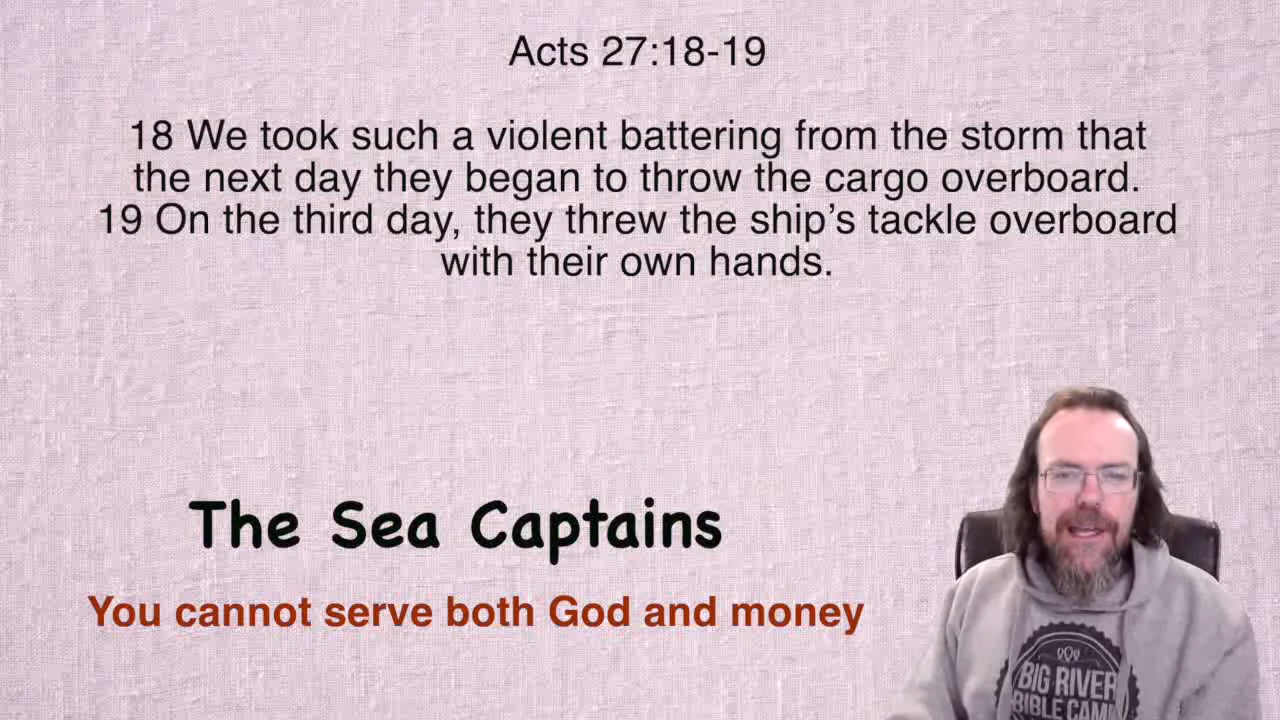 Acts 27:18-19
18 We took such a violent battering from the storm that
the next day they began to throw the cargo overboard.
19 On the third day, they threw the ship’s tackle overboard
with their own hands.
The Sea Captains
You cannot serve both God and money
BIG RIVER
BIBLE CAMP